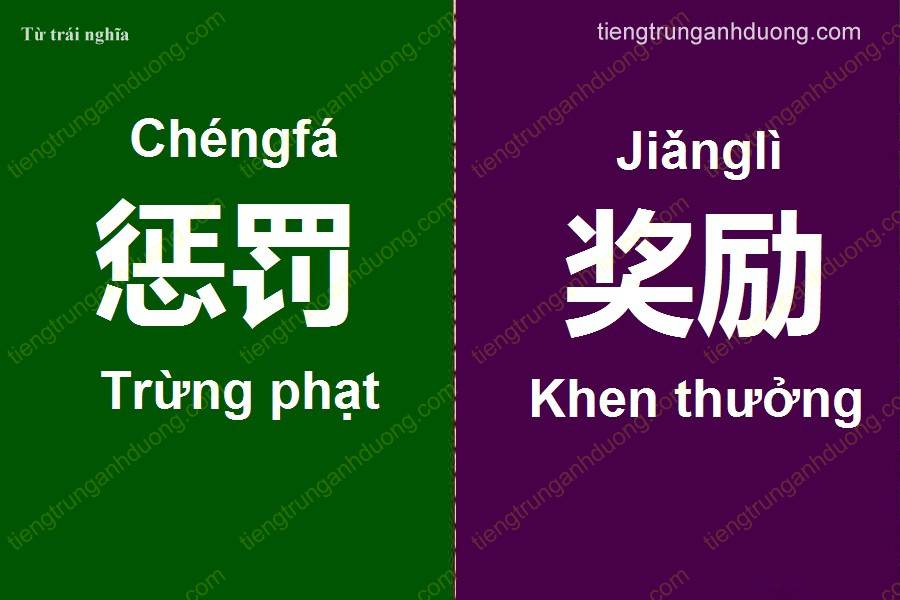 Từ trái nghĩa
tiengtrunganhduong.com
Chéngfá
惩罚
Trừng phạt
Jiǎnglì
奖励
Khen thưởng